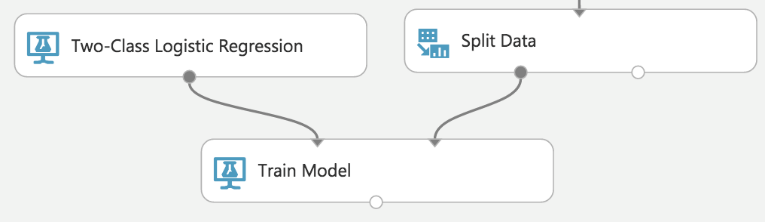 Two-Class Logistic Regression
Split Data
Train Model